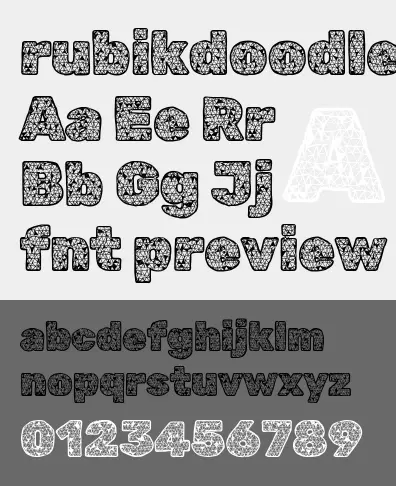 rubikdoodle
Aa Ee Rr
A
Bb Gg Jj
fnt preview
abcdefghijklm
nopqrstuvwxyz
0123456789